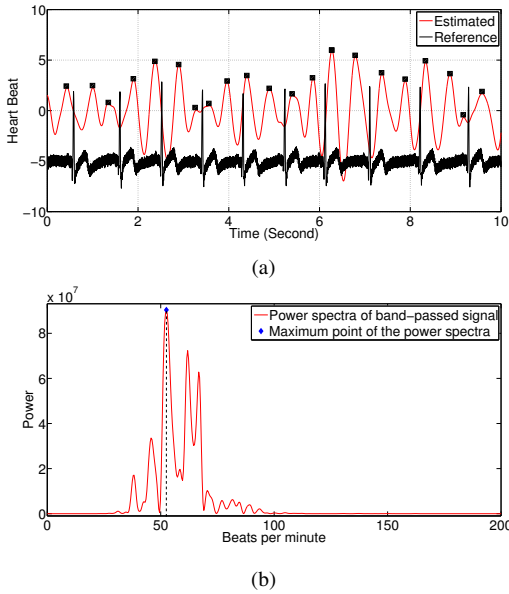 10
5
0
−5
−10
Heart Beat
Estimated
Reference
0 2 4 6 8 10
Time (Second)
(a)
x 10^7
8
6
4
2
0
Power
Power spectra of band−passed signal
Maximum point of the power spectra
0 50 100 150 200
Beats per minute
(b)